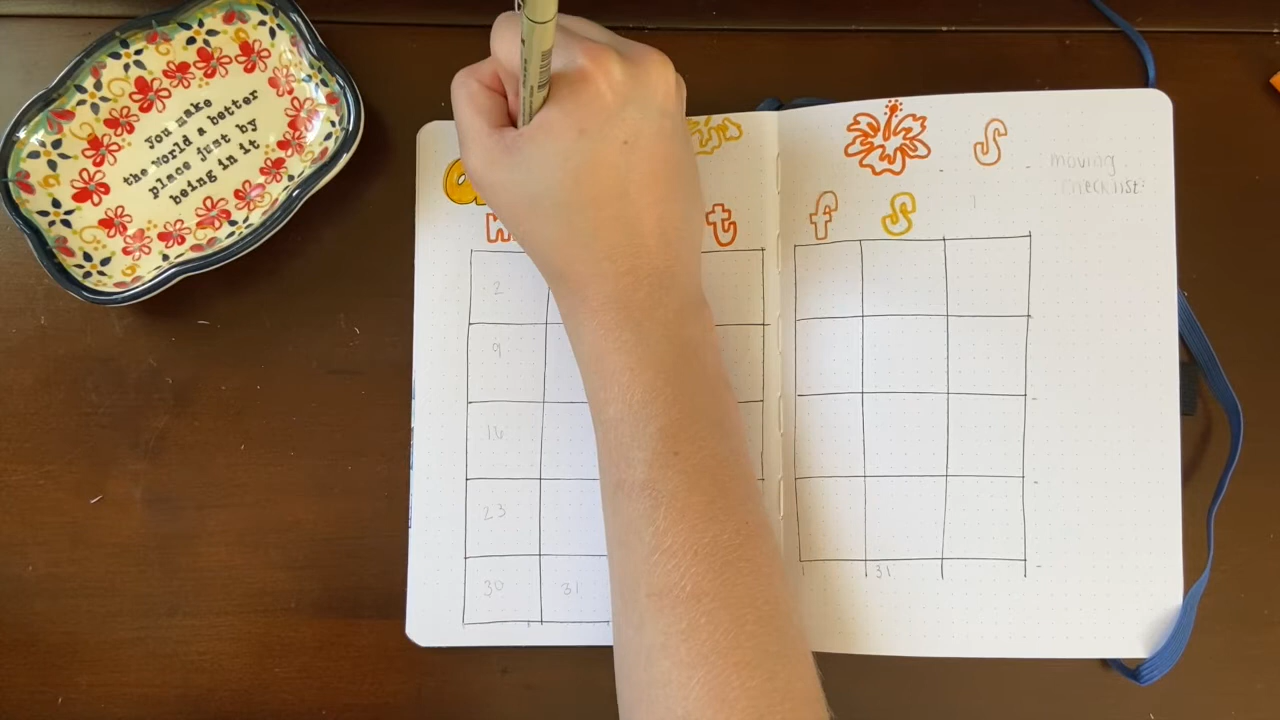 you make
the world a better
place just by
being in it
S
moving
checklist:
t
f
S
2
9
16
23
30
31
31